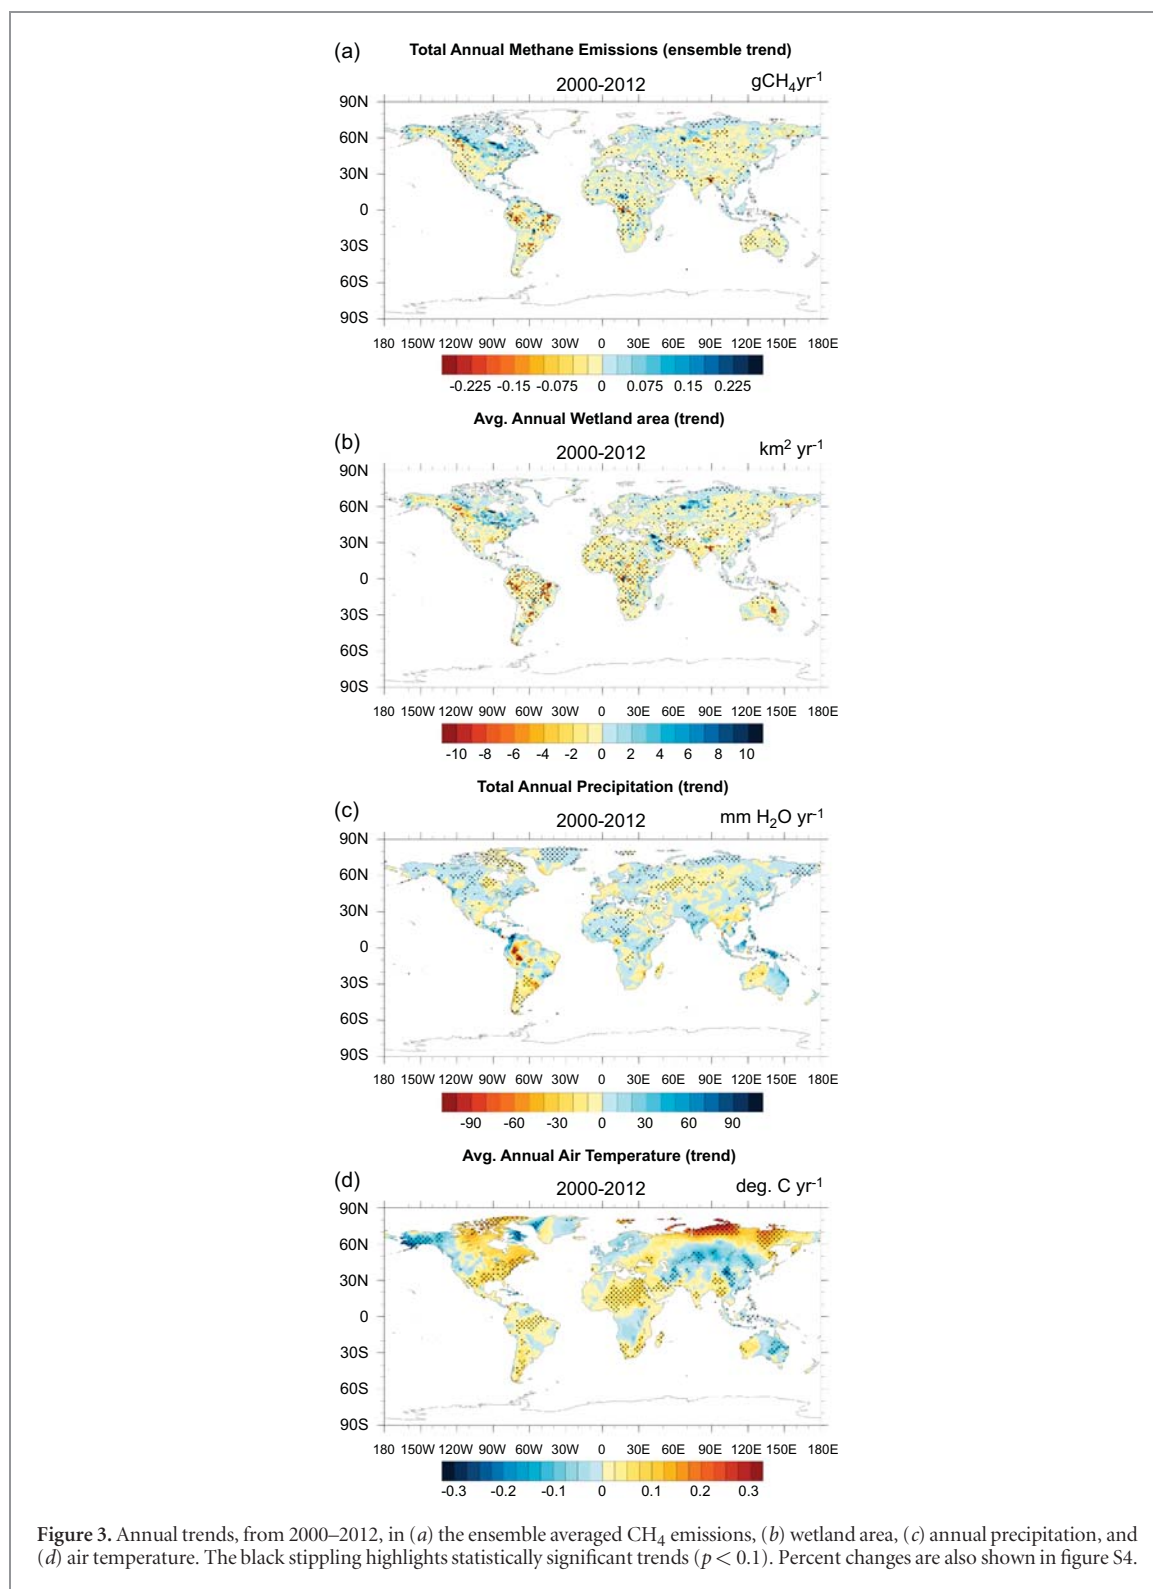 (a) Total Annual Methane Emissions (ensemble trend)
2000-2012 gCH₄yr⁻¹
90N
60N
30N
0
30S
60S
90S
180 150W 120W 90W 60W 30W 0 30E 60E 90E 120E 150E 180E
-0.225 -0.15 -0.075 0 0.075 0.15 0.225
Avg. Annual Wetland area (trend)
(b) 2000-2012 km² yr⁻¹
90N
60N
30N
0
30S
60S
90S
180 150W 120W 90W 60W 30W 0 30E 60E 90E 120E 150E 180E
-10 -8 -6 -4 -2 0 2 4 6 8 10
Total Annual Precipitation (trend)
(c) 2000-2012 mm H₂O yr⁻¹
90N
60N
30N
0
30S
60S
90S
180 150W 120W 90W 60W 30W 0 30E 60E 90E 120E 150E 180E
-90 -60 -30 0 30 60 90
Avg. Annual Air Temperature (trend)
(d) 2000-2012 deg. C yr⁻¹
90N
60N
30N
0
30S
60S
90S
180 150W 120W 90W 60W 30W 0 30E 60E 90E 120E 150E 180E
-0.3 -0.2 -0.1 0 0.1 0.2 0.3
Figure 3. Annual trends, from 2000–2012, in (a) the ensemble averaged CH₄ emissions, (b) wetland area, (c) annual precipitation, and
(d) air temperature. The black stippling highlights statistically significant trends (p < 0.1). Percent changes are also shown in figure S4.